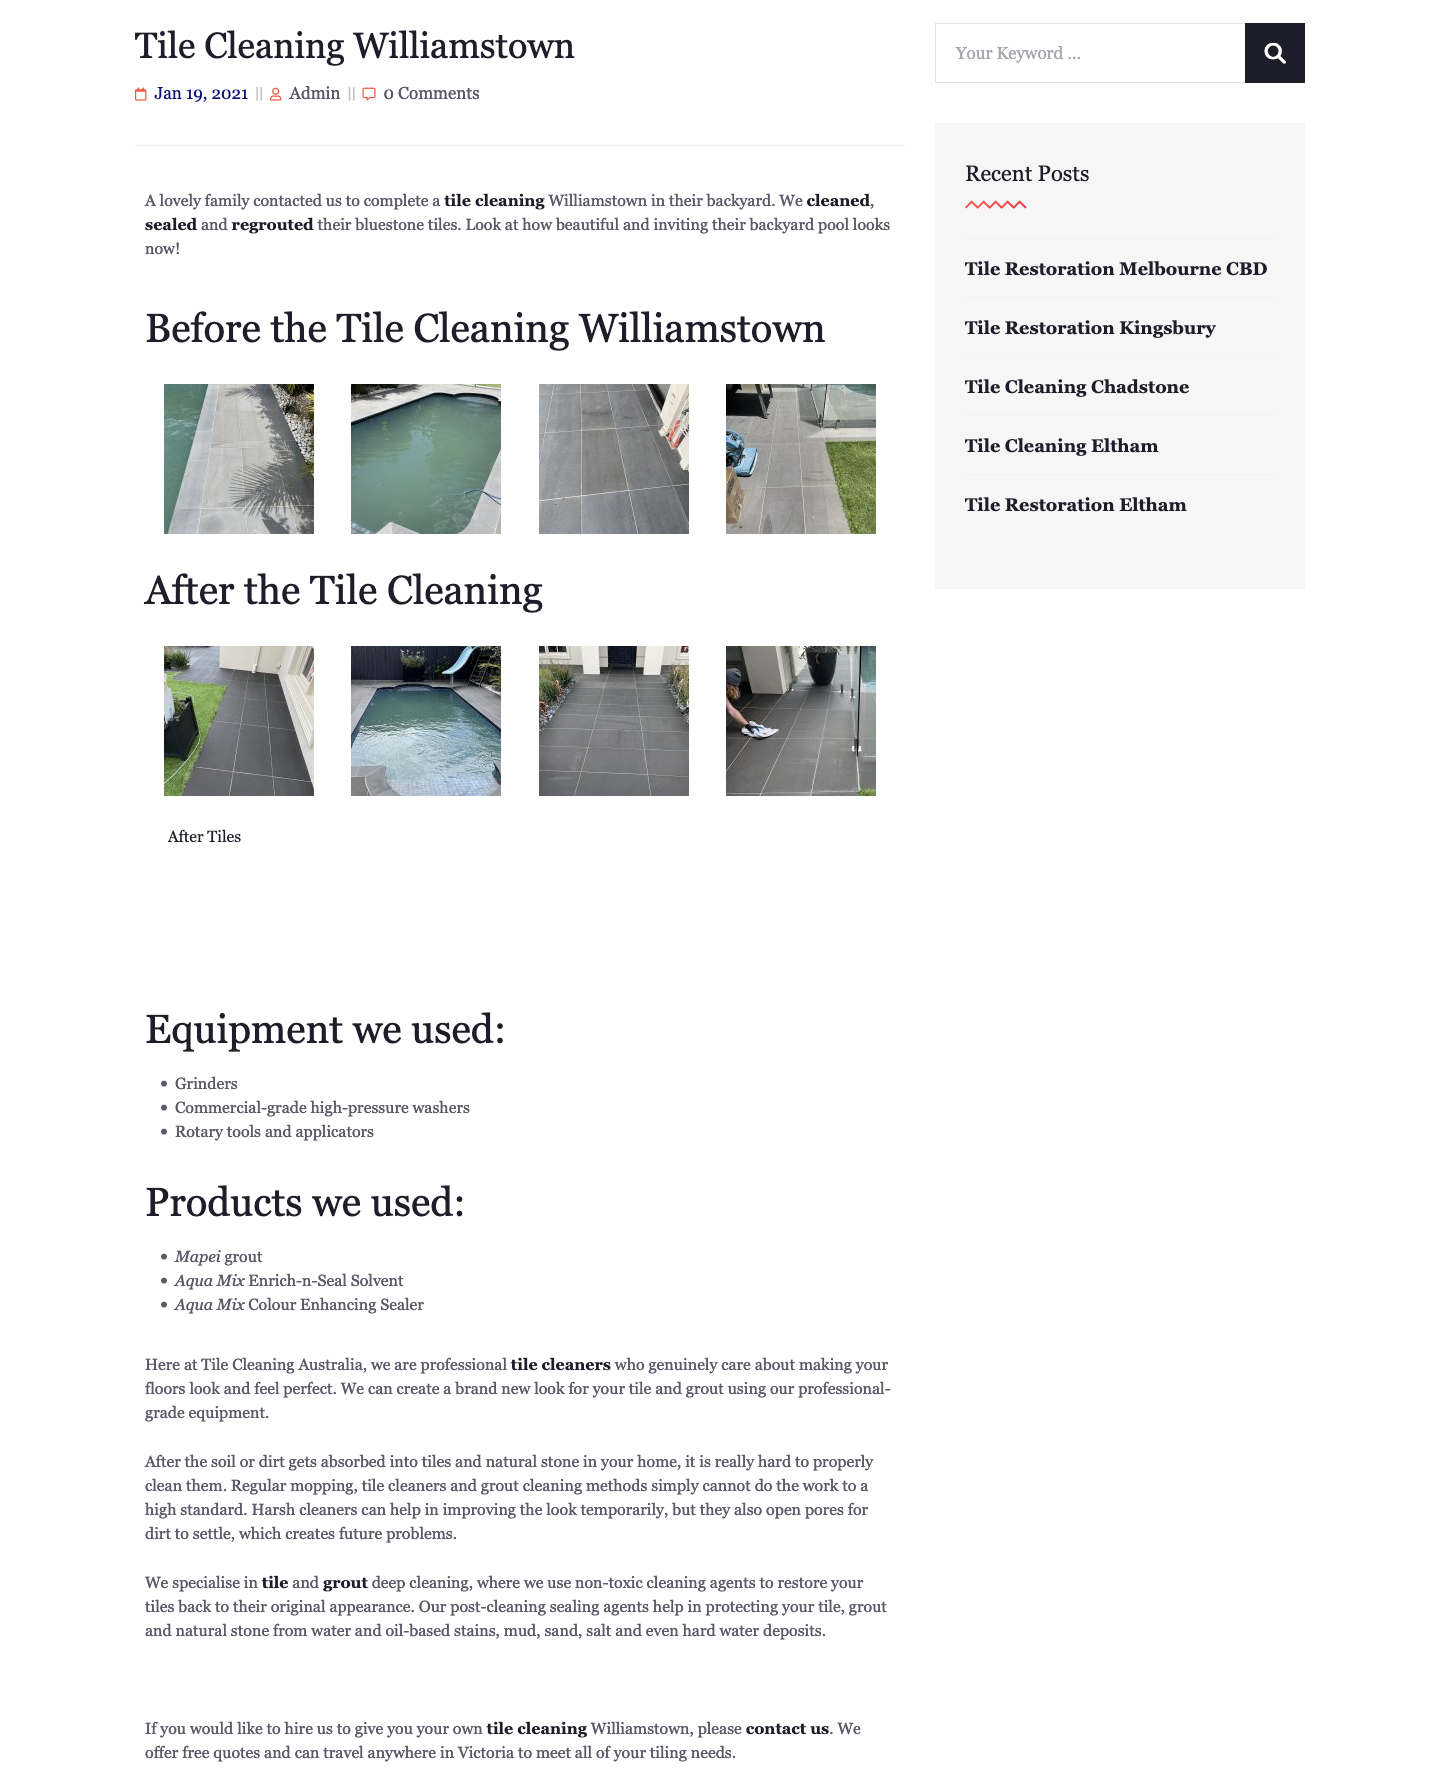 Tile Cleaning Williamstown
Jan 19, 2021 || Admin || 0 Comments
A lovely family contacted us to complete a tile cleaning Williamstown in their backyard. We cleaned,
sealed and regrouted their bluestone tiles. Look at how beautiful and inviting their backyard pool looks
now!
Before the Tile Cleaning Williamstown
After the Tile Cleaning
After Tiles
Equipment we used:
• Grinders
• Commercial-grade high-pressure washers
• Rotary tools and applicators
Products we used:
• Mapei grout
• Aqua Mix Enrich-n-Seal Solvent
• Aqua Mix Colour Enhancing Sealer
Here at Tile Cleaning Australia, we are professional tile cleaners who genuinely care about making your
floors look and feel perfect. We can create a brand new look for your tile and grout using our professional-
grade equipment.
After the soil or dirt gets absorbed into tiles and natural stone in your home, it is really hard to properly
clean them. Regular mopping, tile cleaners and grout cleaning methods simply cannot do the work to a
high standard. Harsh cleaners can help in improving the look temporarily, but they also open pores for
dirt to settle, which creates future problems.
We specialise in tile and grout deep cleaning, where we use non-toxic cleaning agents to restore your
tiles back to their original appearance. Our post-cleaning sealing agents help in protecting your tile, grout
and natural stone from water and oil-based stains, mud, sand, salt and even hard water deposits.
If you would like to hire us to give you your own tile cleaning Williamstown, please contact us. We
offer free quotes and can travel anywhere in Victoria to meet all of your tiling needs.
Your Keyword ...
Recent Posts
Tile Restoration Melbourne CBD
Tile Restoration Kingsbury
Tile Cleaning Chadstone
Tile Cleaning Eltham
Tile Restoration Eltham